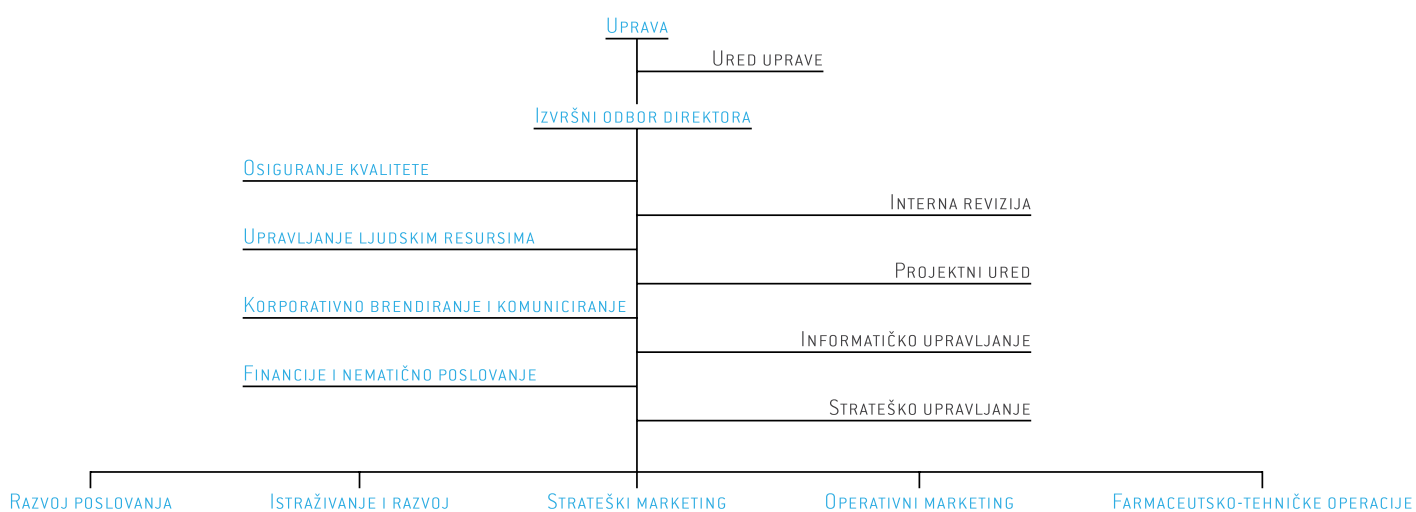 Uprava
Ured uprave
Izvršni odbor direktora
Osiguranje kvalitete
Interna revizija
Upravljanje ljudskim resursima
Projektni ured
Korporativno brendiranje i komuniciranje
Informatičko upravljanje
Financije i nematično poslovanje
Strateško upravljanje
Razvoj poslovanja
Istraživanje i razvoj
Strateški marketing
Operativni marketing
Farmaceutsko-tehničke operacije